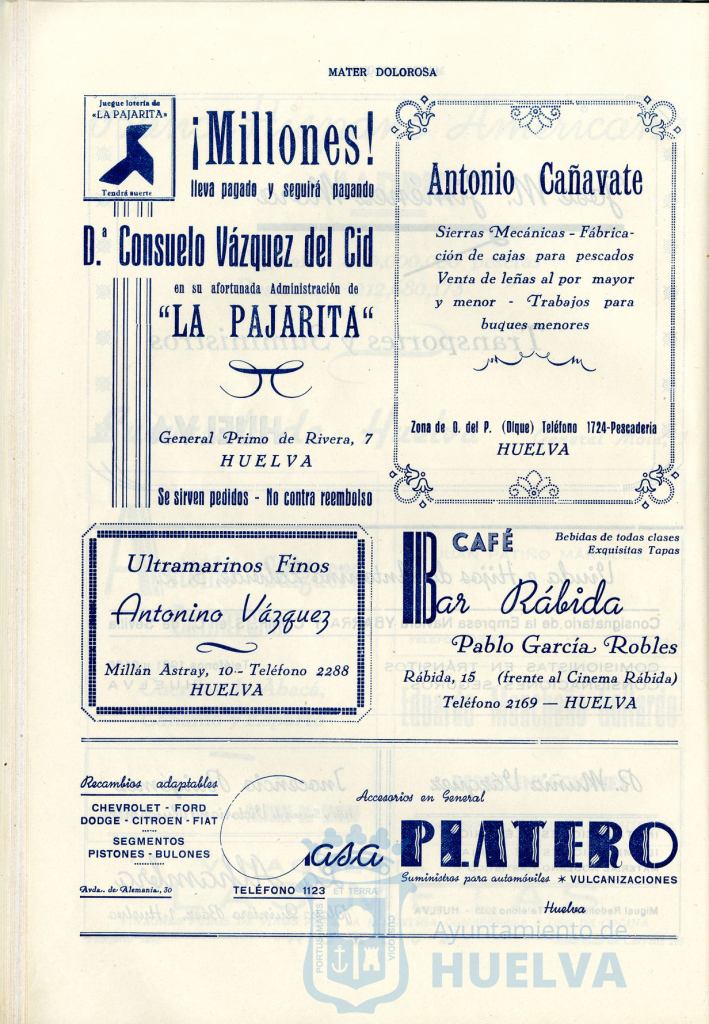 MATER DOLOROSA
Juegue lotería de
«LA PAJARITA»
Tendrá suerte
¡Millones!
lleva pagado y seguirá pagando
D.ª Consuelo Vázquez del Cid
en su afortunada Administración de
“LA PAJARITA“
General Primo de Rivera, 7
HUELVA
Se sirven pedidos - No contra reembolso
Antonio Cañavate
Sierras Mecánicas - Fábrica-
ción de cajas para pescados
Venta de leñas al por mayor
y menor - Trabajos para
buques menores
Zona de O. del P. (Dique) Teléfono 1724-Pescadería
HUELVA
Ultramarinos Finos
Antonino Vázquez
Millán Astray, 10 - Teléfono 2288
HUELVA
CAFÉ
Bebidas de todas clases
Exquisitas Tapas
Bar Rábida
Pablo García Robles
Rábida, 15 (frente al Cinema Rábida)
Teléfono 2169 — HUELVA
Recambios adaptables
CHEVROLET - FORD
DODGE - CITROEN - FIAT
SEGMENTOS
PISTONES - BULONES
Avda. de Alemania, 30
TELÉFONO 1123
Accesorios en General
Casa PLATERO
Suministros para automóviles * VULCANIZACIONES
Huelva
ET TERRA
PORTUS MARIS
CUSTODIA
Ayuntamiento de
HUELVA